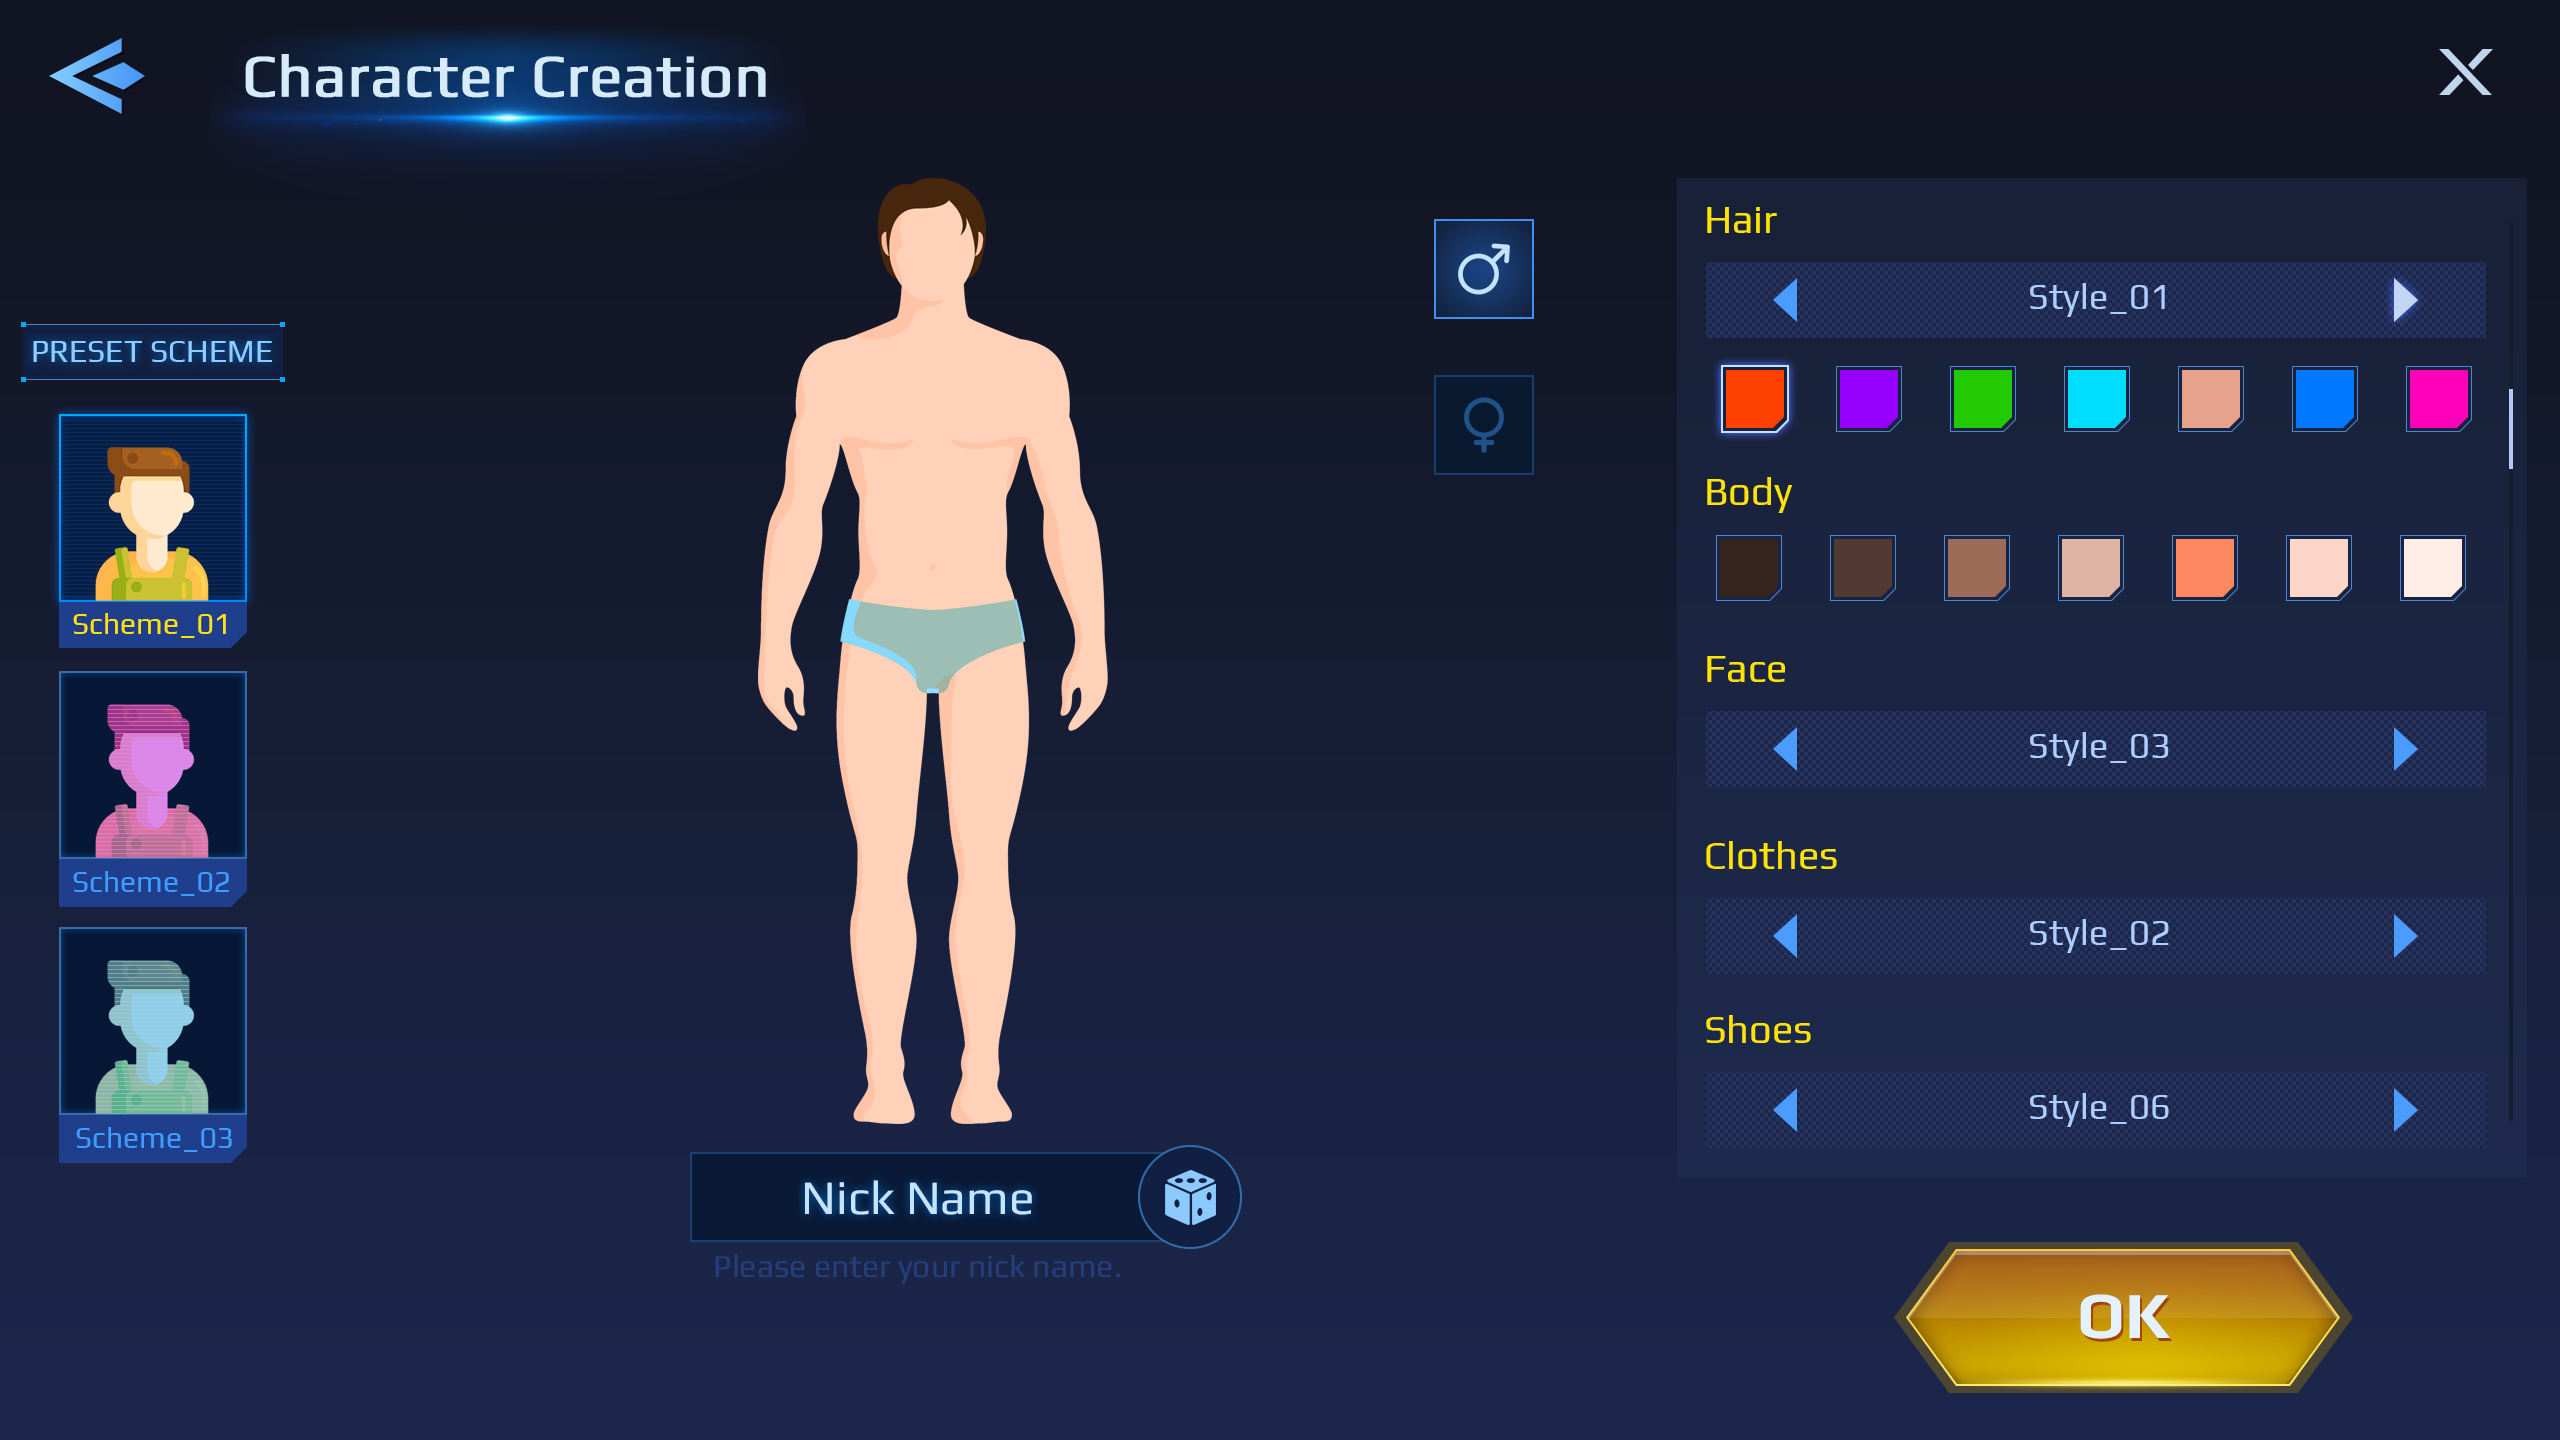 Character Creation
PRESET SCHEME
Scheme_01
Scheme_02
Scheme_03
Nick Name
Please enter your nick name.
Hair
Style_01
Body
Face
Style_03
Clothes
Style_02
Shoes
Style_06
OK